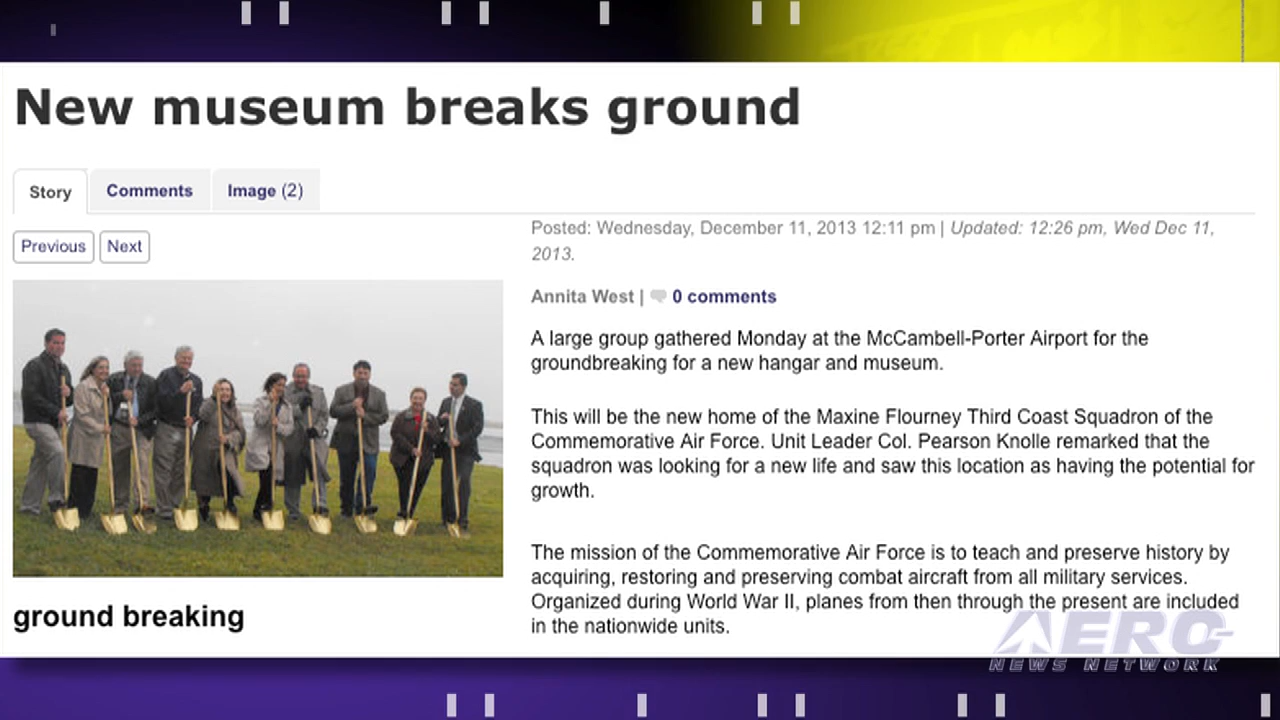 New museum breaks ground
Story
Comments
Image (2)
Previous
Next
Posted: Wednesday, December 11, 2013 12:11 pm | Updated: 12:26 pm, Wed Dec 11,
2013.
Annita West | 0 comments
A large group gathered Monday at the McCambell-Porter Airport for the
groundbreaking for a new hangar and museum.
This will be the new home of the Maxine Flourney Third Coast Squadron of the
Commemorative Air Force. Unit Leader Col. Pearson Knolle remarked that the
squadron was looking for a new life and saw this location as having the potential for
growth.
The mission of the Commemorative Air Force is to teach and preserve history by
acquiring, restoring and preserving combat aircraft from all military services.
Organized during World War II, planes from then through the present are included
in the nationwide units.
ground breaking
AERO
NEWS NETWORK